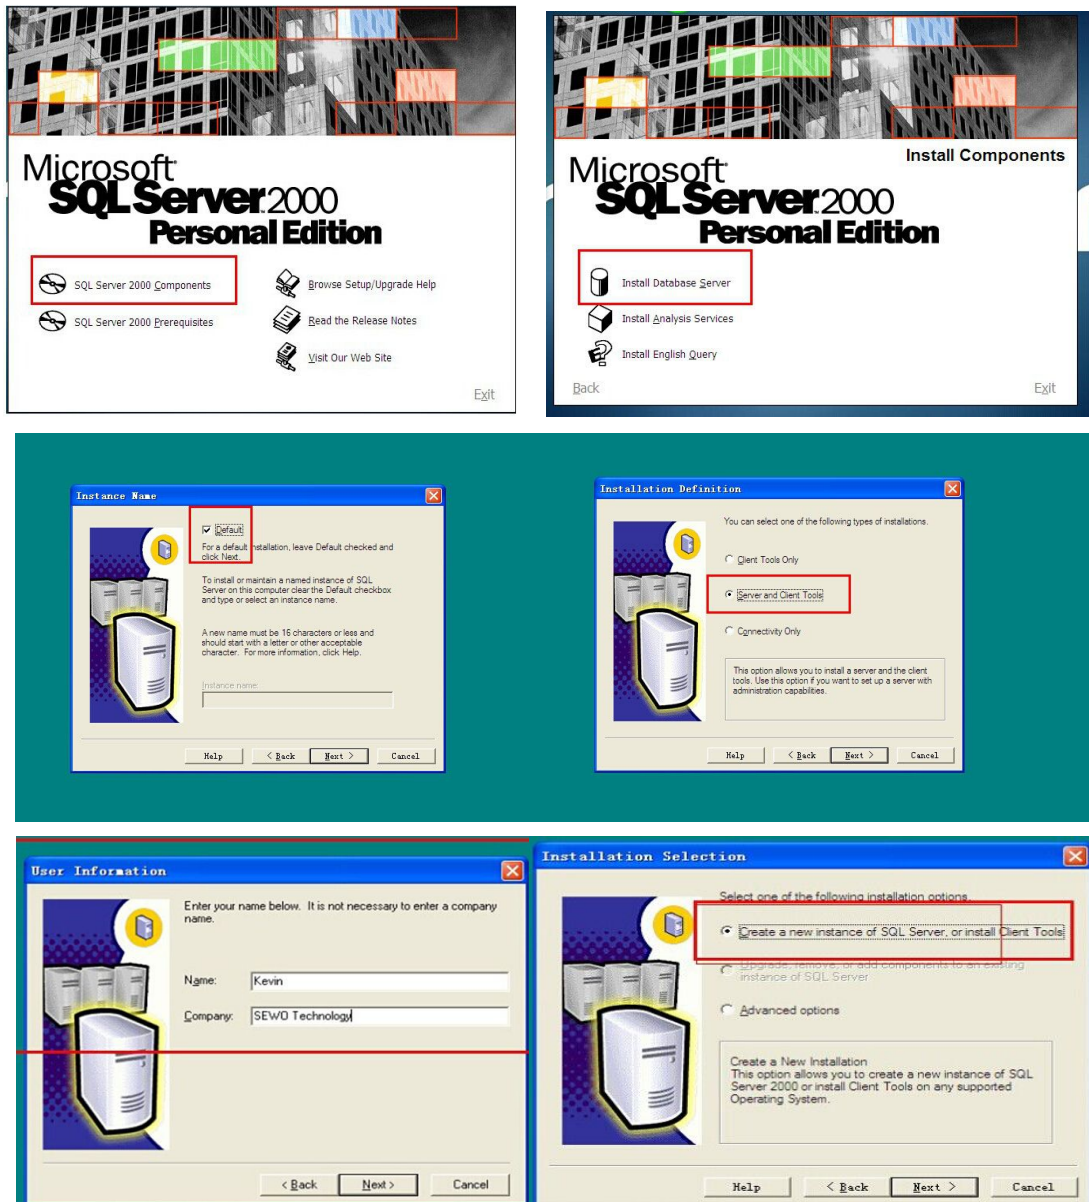 Microsoft
SQL Server 2000
Personal Edition
SQL Server 2000 Components
SQL Server 2000 Prerequisites
Browse Setup/Upgrade Help
Read the Release Notes
Visit Our Web Site
Exit
Install Components
Microsoft
SQL Server 2000
Personal Edition
Install Database Server
Install Analysis Services
Install English Query
Back
Exit
Instance Name
Default
For a default installation, leave Default checked and
click Next.
To install or maintain a named instance of SQL
Server on this computer clear the Default checkbox
and type or select an instance name.
A new name must be 16 characters or less and
should start with a letter or other acceptable
character. For more information, click Help.
Instance name:
Help
< Back
Next >
Cancel
Installation Definition
You can select one of the following types of installations.
Client Tools Only
Server and Client Tools
Connectivity Only
This option allows you to install a server and the client
tools. Use this option if you want to set up a server with
administration capabilities.
Help
< Back
Next >
Cancel
User Information
Enter your name below. It is not necessary to enter a company
name.
Name:
Kevin
Company:
SEWO Technology
< Back
Next >
Cancel
Installation Selection
Select one of the following installation options.
Create a new instance of SQL Server, or install Client Tools
Upgrade, remove, or add components to an existing
instance of SQL Server
Advanced options
Create a New Installation
This option allows you to create a new instance of SQL
Server 2000 or install Client Tools on any supported
Operating System.
Help
< Back
Next >
Cancel